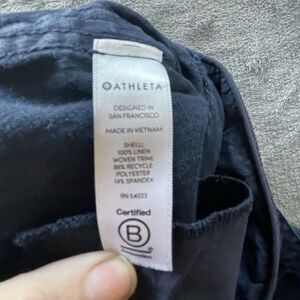 ATHLETA
DESIGNED IN
SAN FRANCISCO
MADE IN VIETNAM
SHELL:
100% LINEN
WOVEN TRIM:
86% RECYCLE
POLYESTER
14% SPANDEX
RN 54023
Certified
B
Corporation